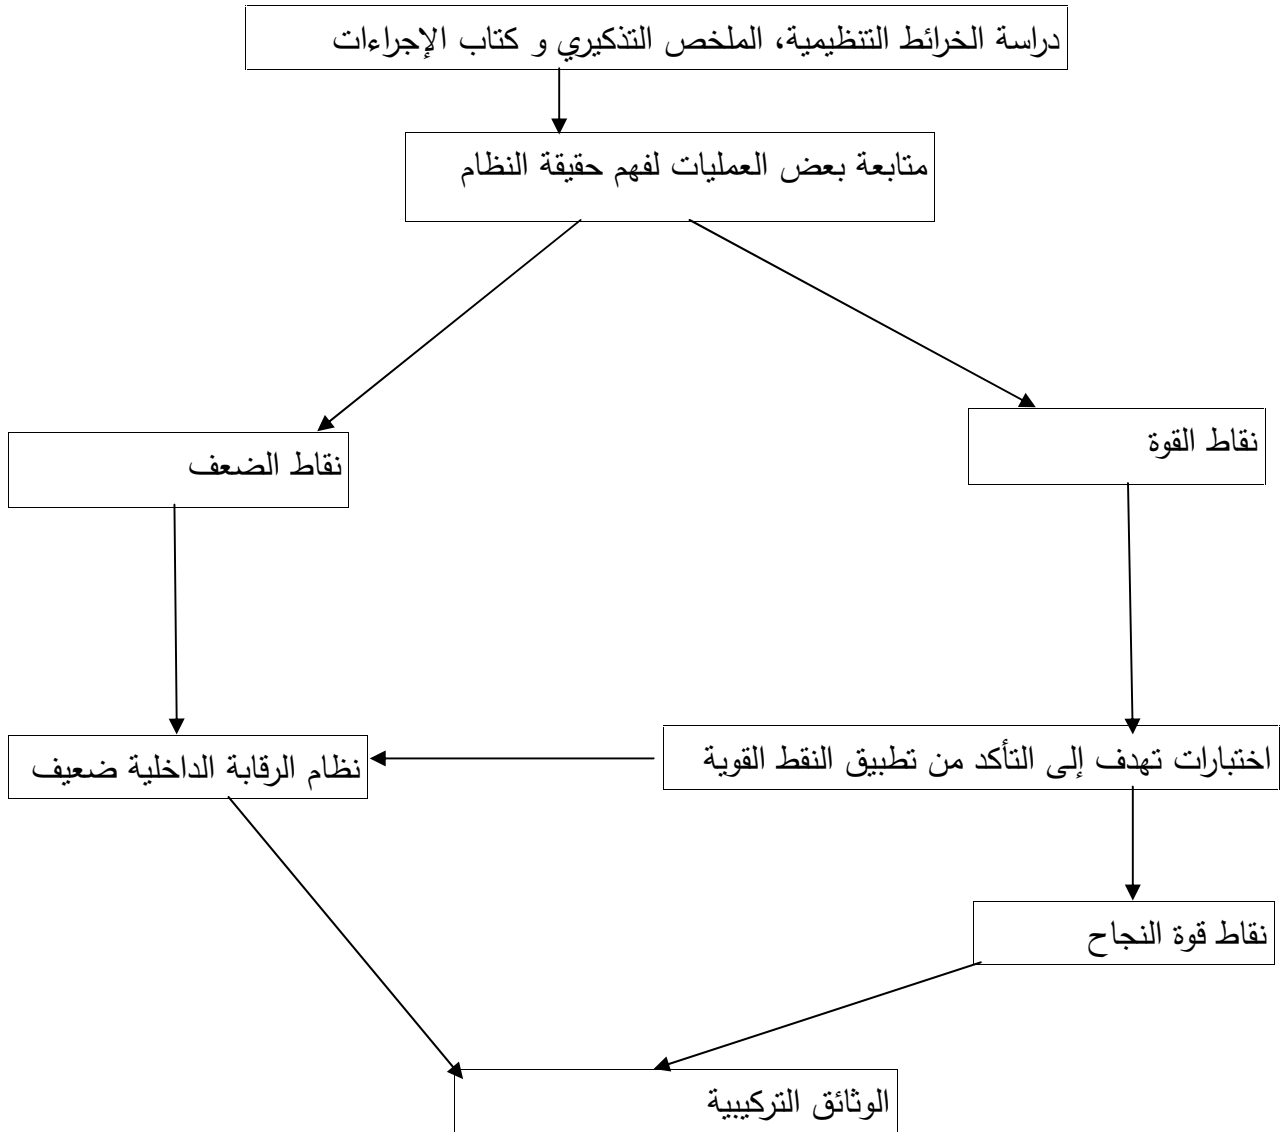 دراسة الخرائط التنظيمية، الملخص التذكيري و كتاب الإجراءات
متابعة بعض العمليات لفهم حقيقة النظام
نقاط القوة
نقاط الضعف
اختبارات تهدف إلى التأكد من تطبيق النقط القوية
نظام الرقابة الداخلية ضعيف
نقاط قوة النجاح
الوثائق التركيبية